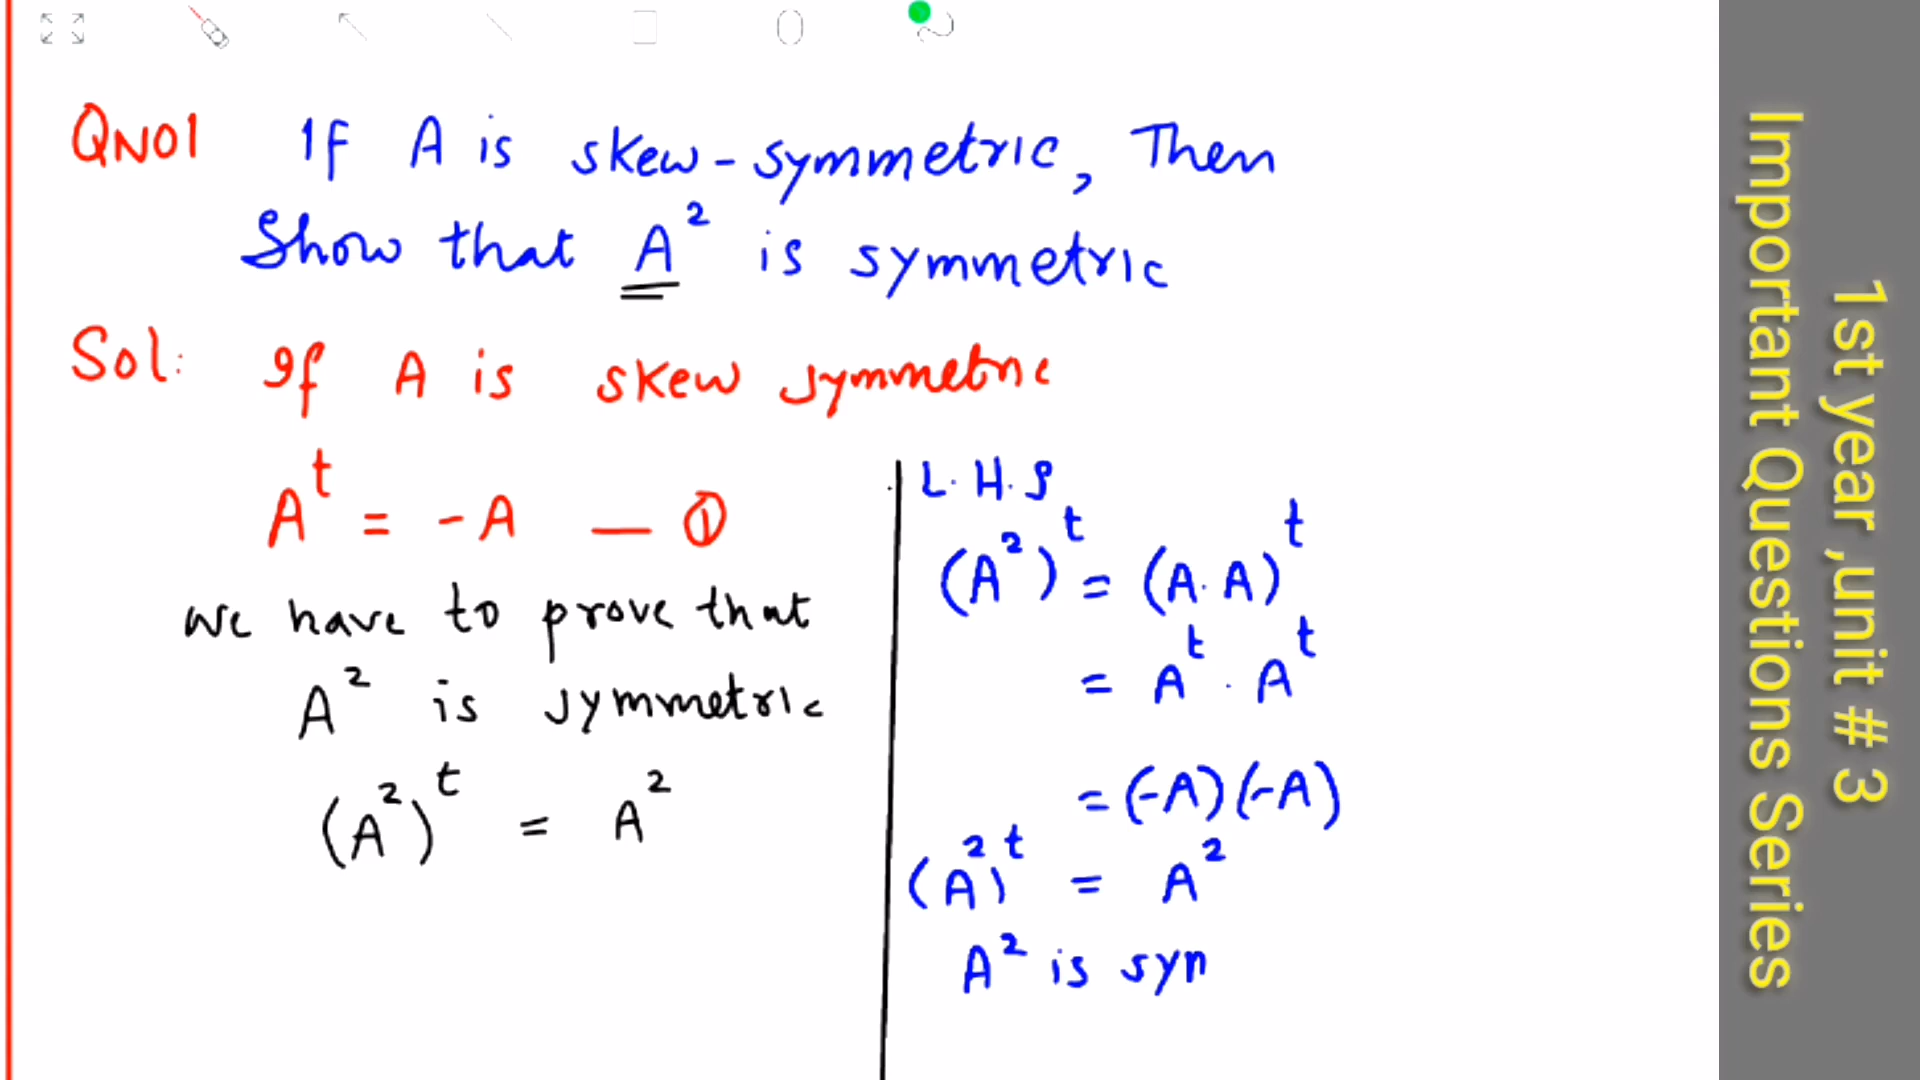 QNO1 If A is skew-symmetric, Then
Show that A² is symmetric
Sol: If A is skew symmetric
Aᵗ = -A — ①
we have to prove that
A² is symmetric
(A²)ᵗ = A²
L.H.S
(A²)ᵗ = (A.A)ᵗ
= Aᵗ . Aᵗ
= (-A)(-A)
(A²)ᵗ = A²
A² is sym
1st year ,unit # 3
Important Questions Series